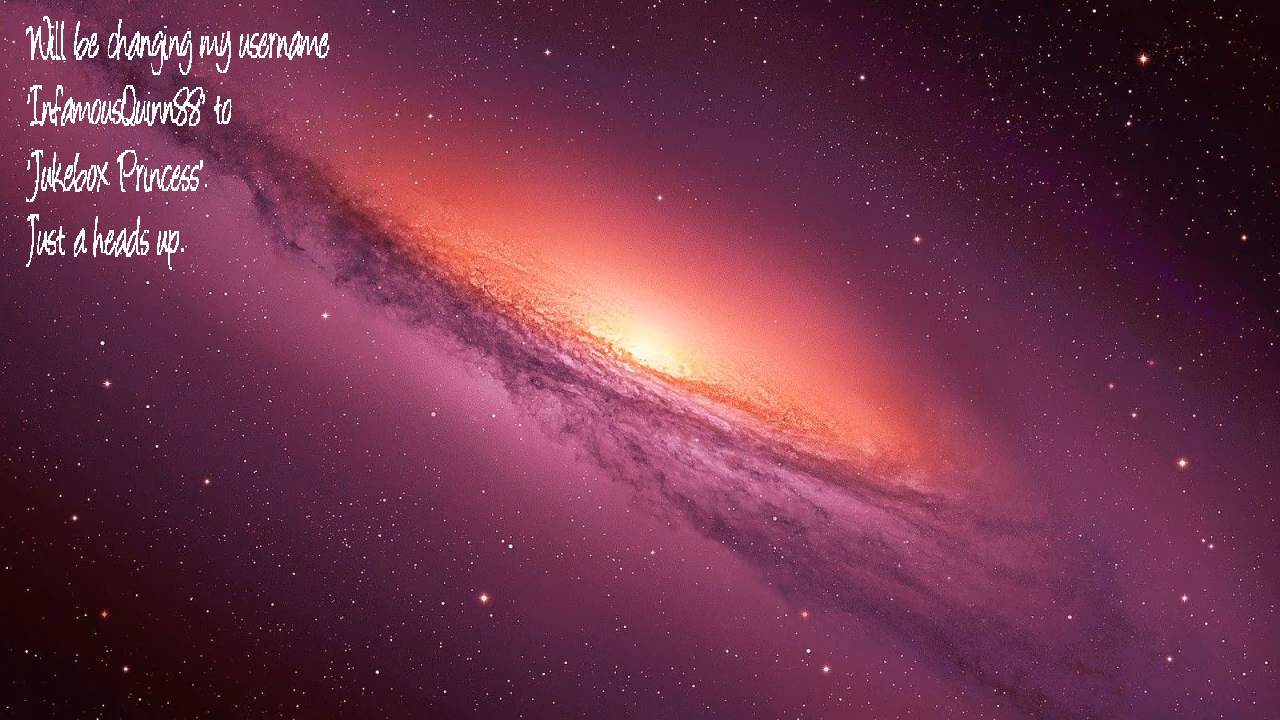 Will be changing my username
'InfamousQuinn88' to
'Jukebox Princess'.
Just a heads up.